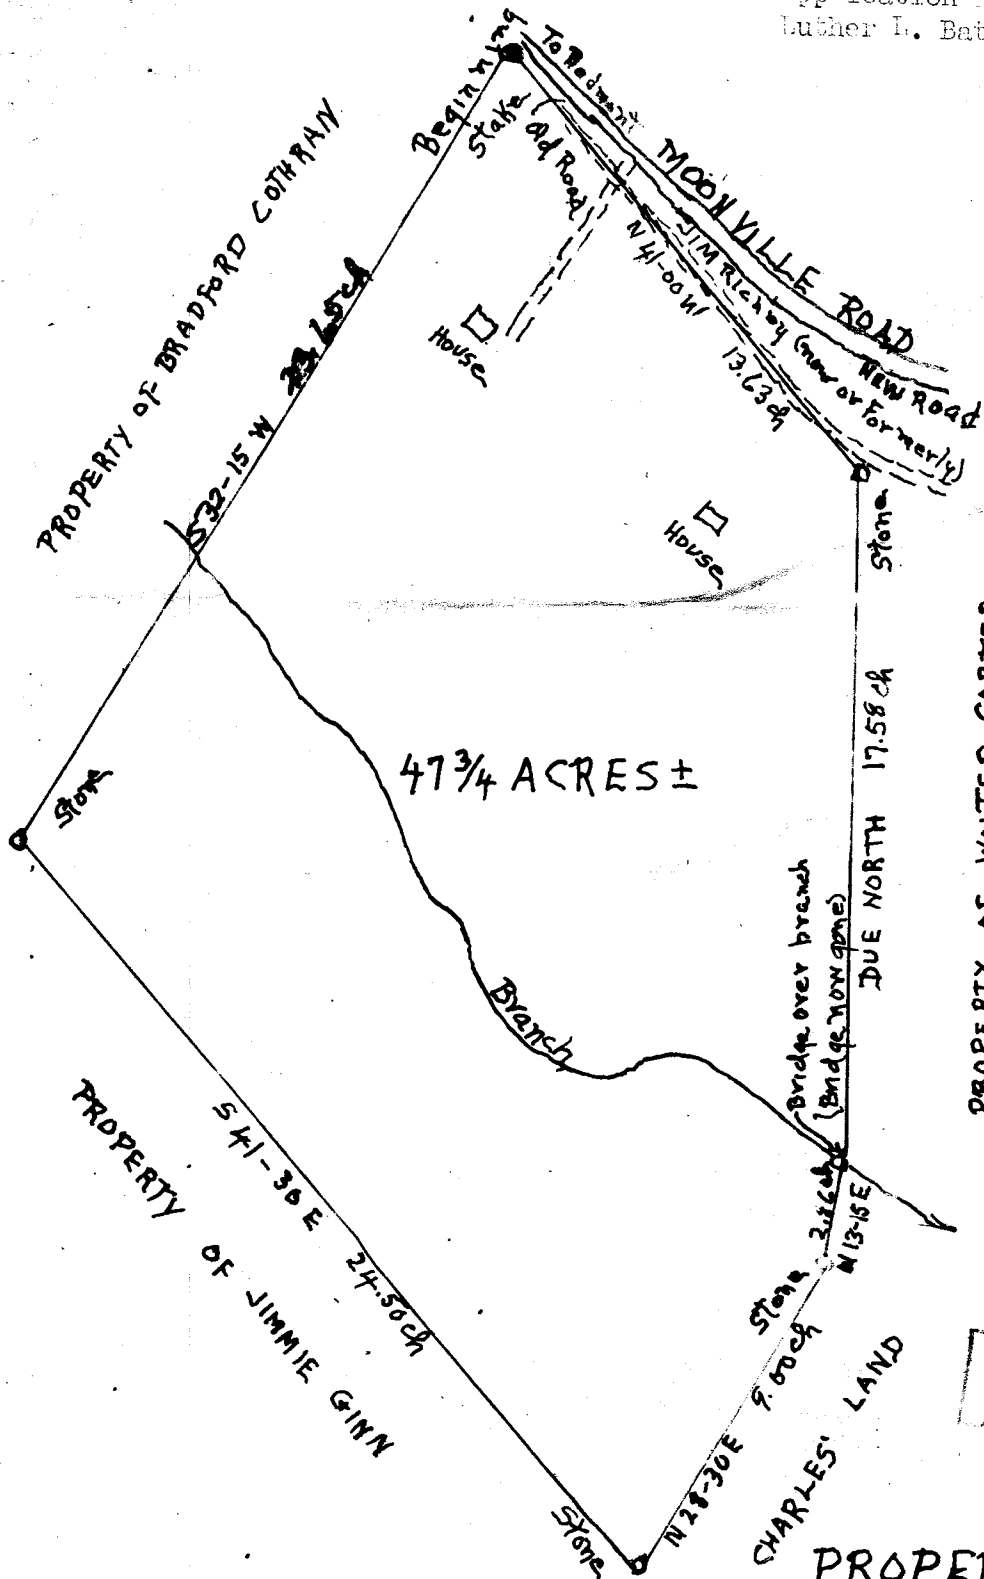 Luther L. Bat
Beginning
Stake
To Piedmont
Old Road
MOONVILLE ROAD
NEW ROAD
JIM Richey (now or Formerly)
N 41-00 W
13.63 ch
PROPERTY OF BRADFORD COTHRAN
S 32-15 W
House
House
Stone
Stone
47 3/4 ACRES ±
DUE NORTH 17.58 ch
Bridge over branch
(Bridge now gone)
Branch
N 13-15 E
Stone
9.00 ch
N 28-30 E
CHARLES' LAND
PROPERTY OF JIMMIE GINN
S 41-30 E 24.50 ch
Stone